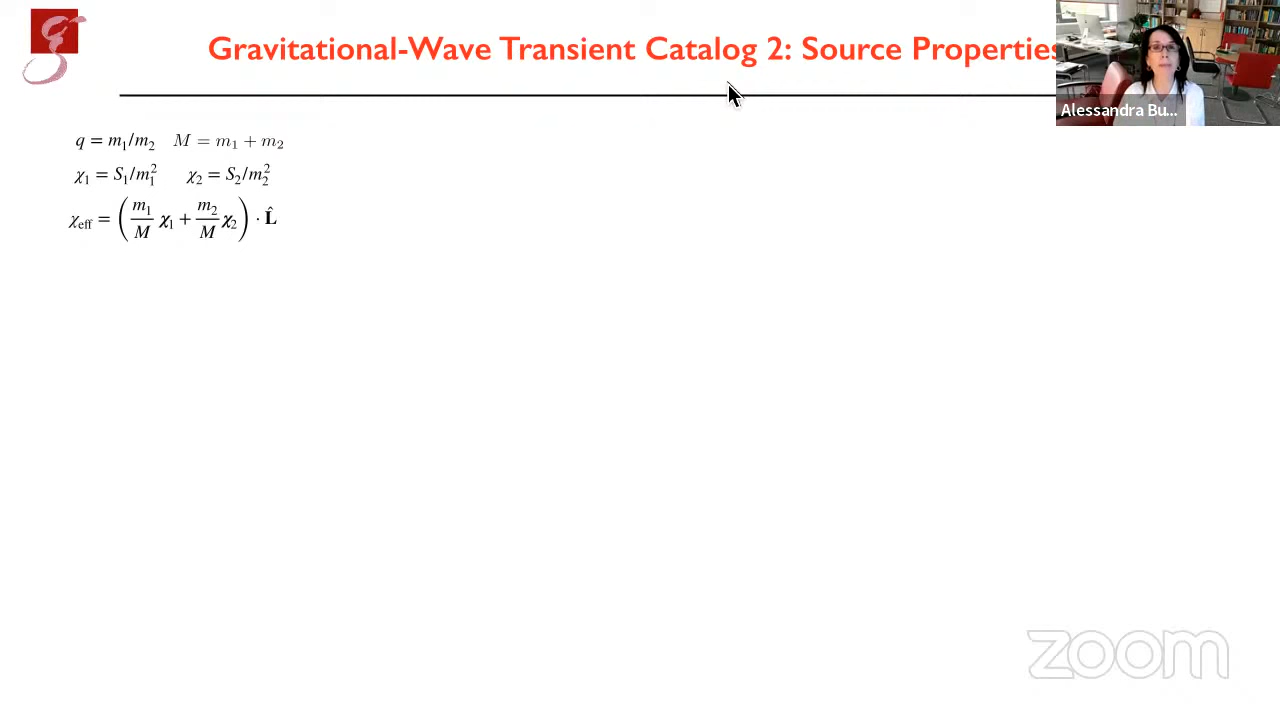 Gravitational-Wave Transient Catalog 2: Source Properties
Alessandra Bu...
q = m₁/m₂ M = m₁ + m₂
χ₁ = S₁/m₁² χ₂ = S₂/m₂²
χ_eff = (m₁/M χ₁ + m₂/M χ₂) · L̂
zoom